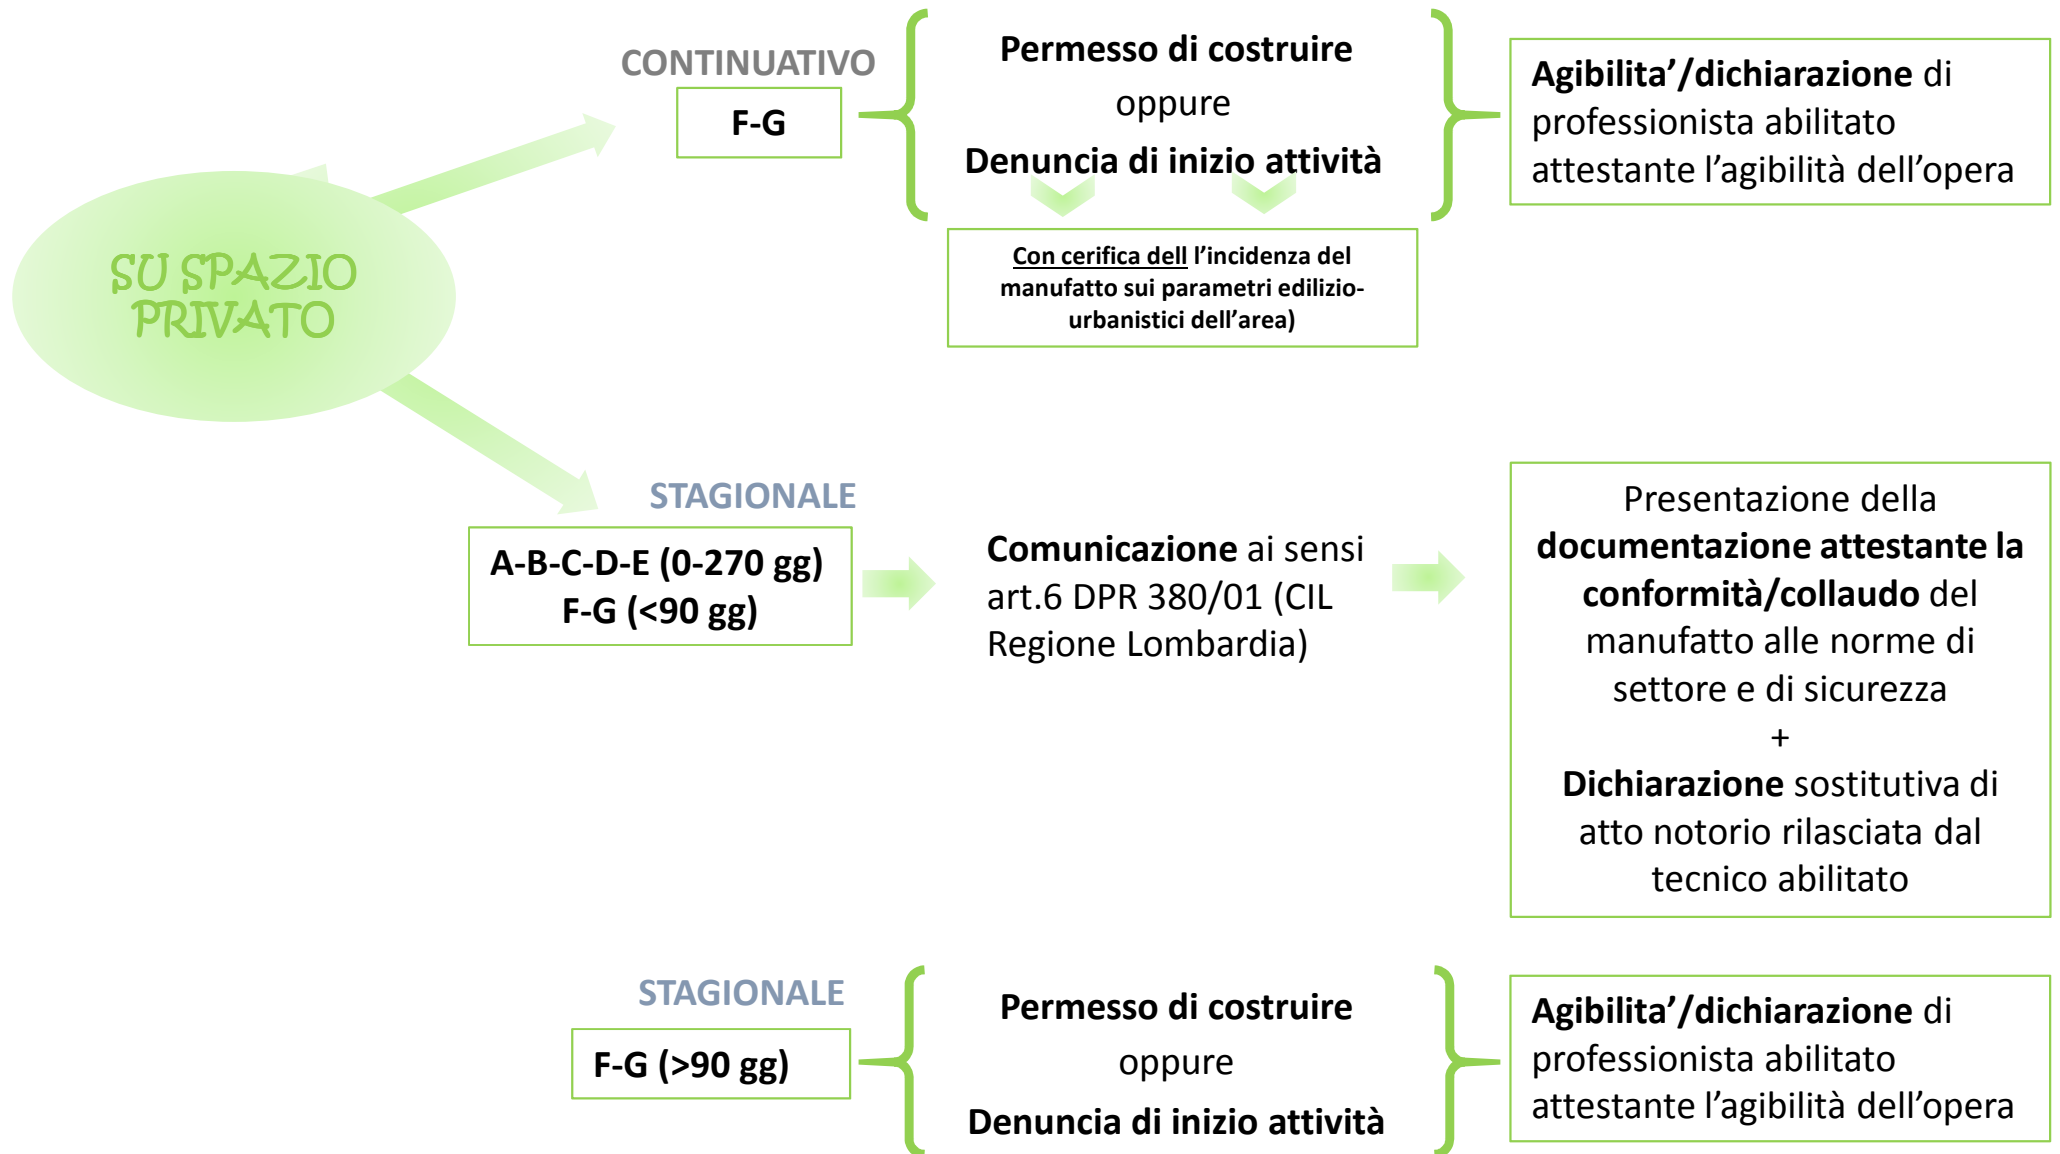 SU SPAZIO
PRIVATO
CONTINUATIVO
F-G
Permesso di costruire
oppure
Denuncia di inizio attività
Con cerifica dell l’incidenza del
manufatto sui parametri edilizio-
urbanistici dell’area)
Agibilita’/dichiarazione di
professionista abilitato
attestante l’agibilità dell’opera
STAGIONALE
A-B-C-D-E (0-270 gg)
F-G (<90 gg)
Comunicazione ai sensi
art.6 DPR 380/01 (CIL
Regione Lombardia)
Presentazione della
documentazione attestante la
conformità/collaudo del
manufatto alle norme di
settore e di sicurezza
+
Dichiarazione sostitutiva di
atto notorio rilasciata dal
tecnico abilitato
STAGIONALE
F-G (>90 gg)
Permesso di costruire
oppure
Denuncia di inizio attività
Agibilita’/dichiarazione di
professionista abilitato
attestante l’agibilità dell’opera